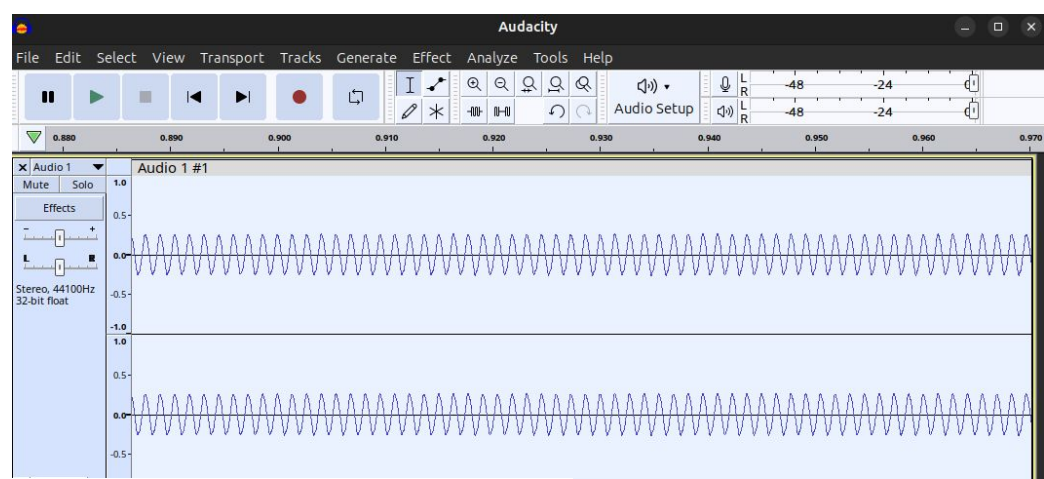 Audacity
File Edit Select View Transport Tracks Generate Effect Analyze Tools Help
Audio Setup
L
R
-48 -24 0
L
R
-48 -24 0
0.880 0.890 0.900 0.910 0.920 0.930 0.940 0.950 0.960 0.970
Audio 1
Audio 1 #1
Mute Solo
Effects
- +
L R
Stereo, 44100Hz
32-bit float
1.0
0.5-
0.0-
-0.5-
-1.0
1.0
0.5-
0.0-
-0.5-